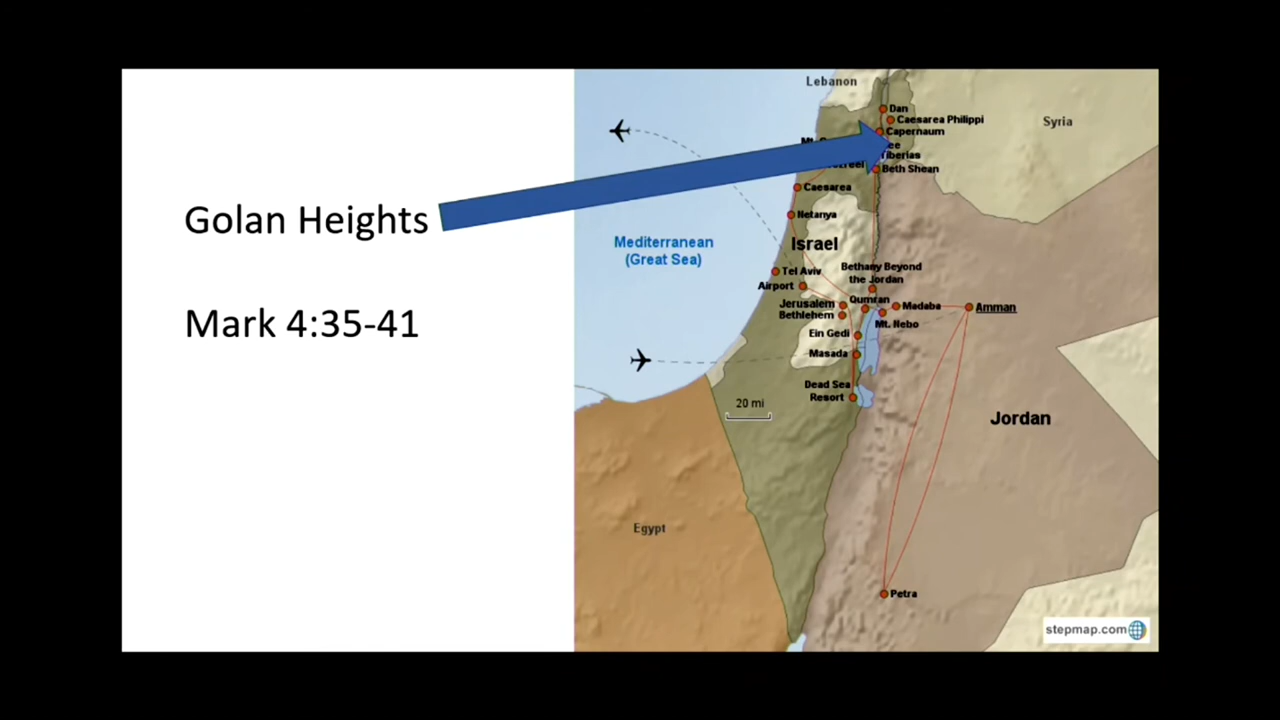 Golan Heights
Mark 4:35-41
Lebanon
Syria
Dan
Caesarea Philippi
Capernaum
Tiberias
Beth Shean
Caesarea
Netanya
Mediterranean
(Great Sea)
Israel
Tel Aviv
Airport
Bethany Beyond
the Jordan
Jerusalem
Qumran
Madaba
Amman
Bethlehem
Mt. Nebo
Ein Gedi
Masada
Dead Sea
Resort
20 mi
Jordan
Egypt
Petra
stepmap.com